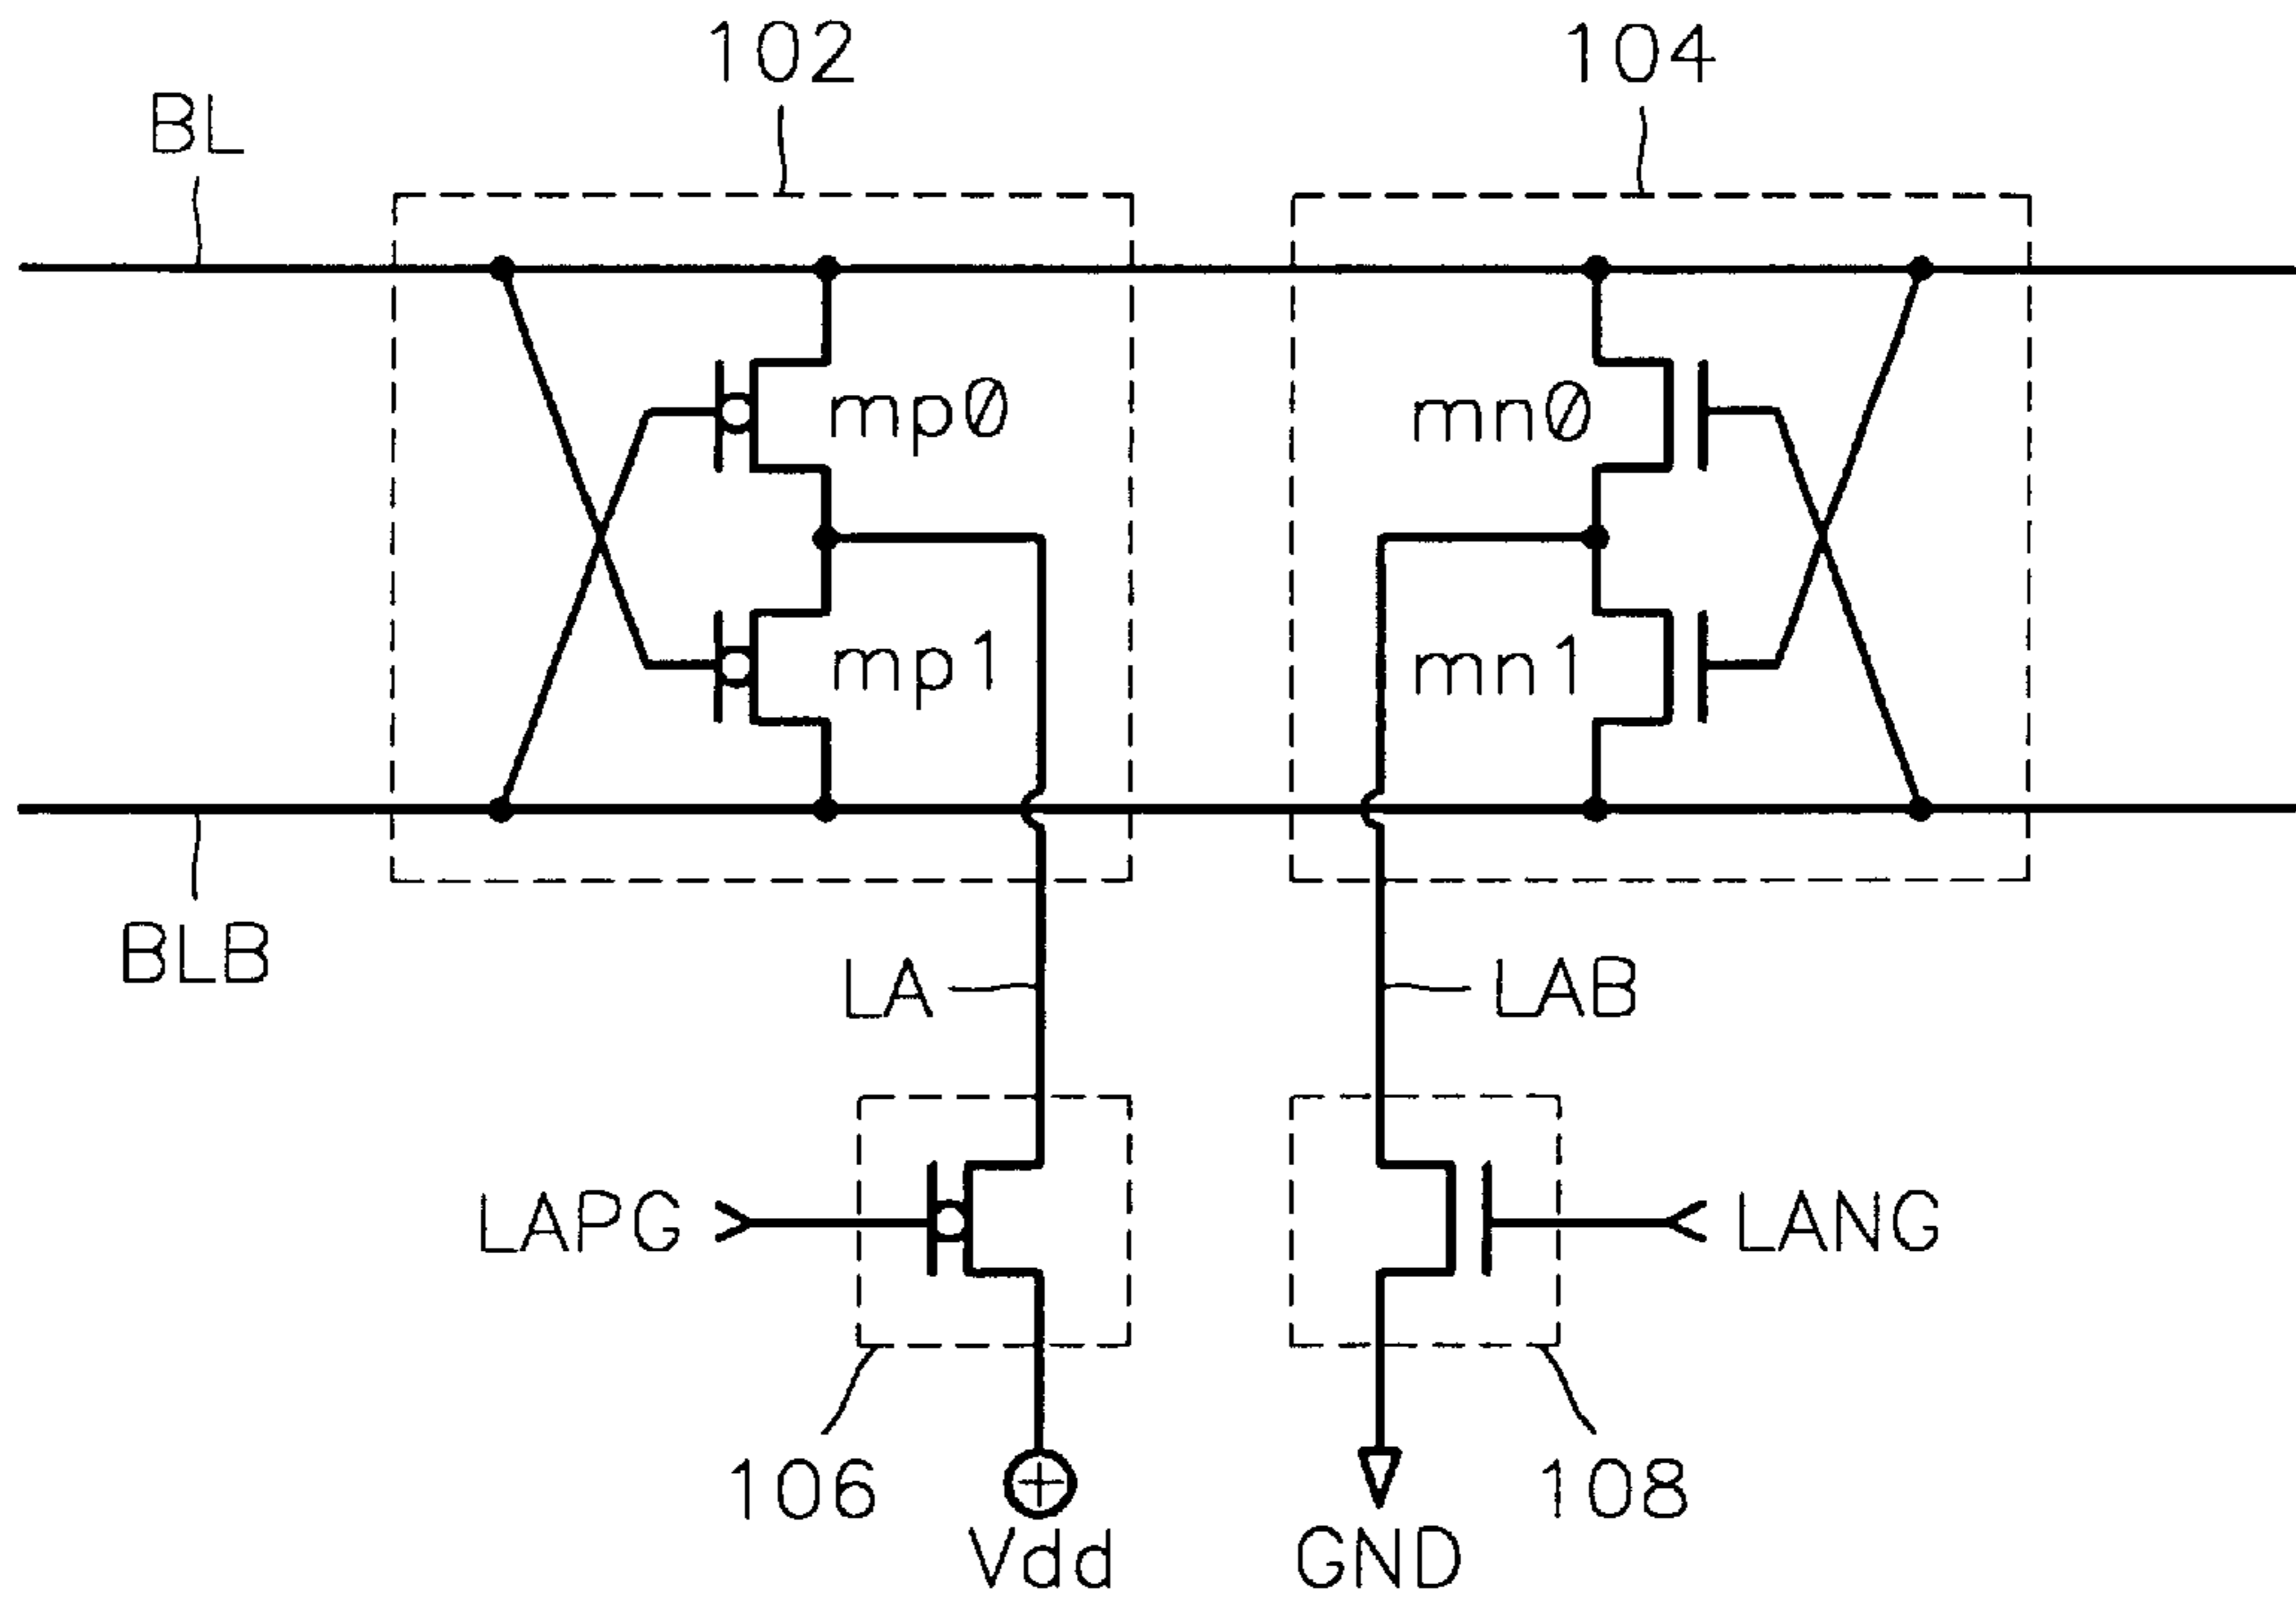 102
104
BL
mp0
mn0
mp1
mn1
BLB
LA
LAB
LAPG
LANG
106
108
Vdd
GND